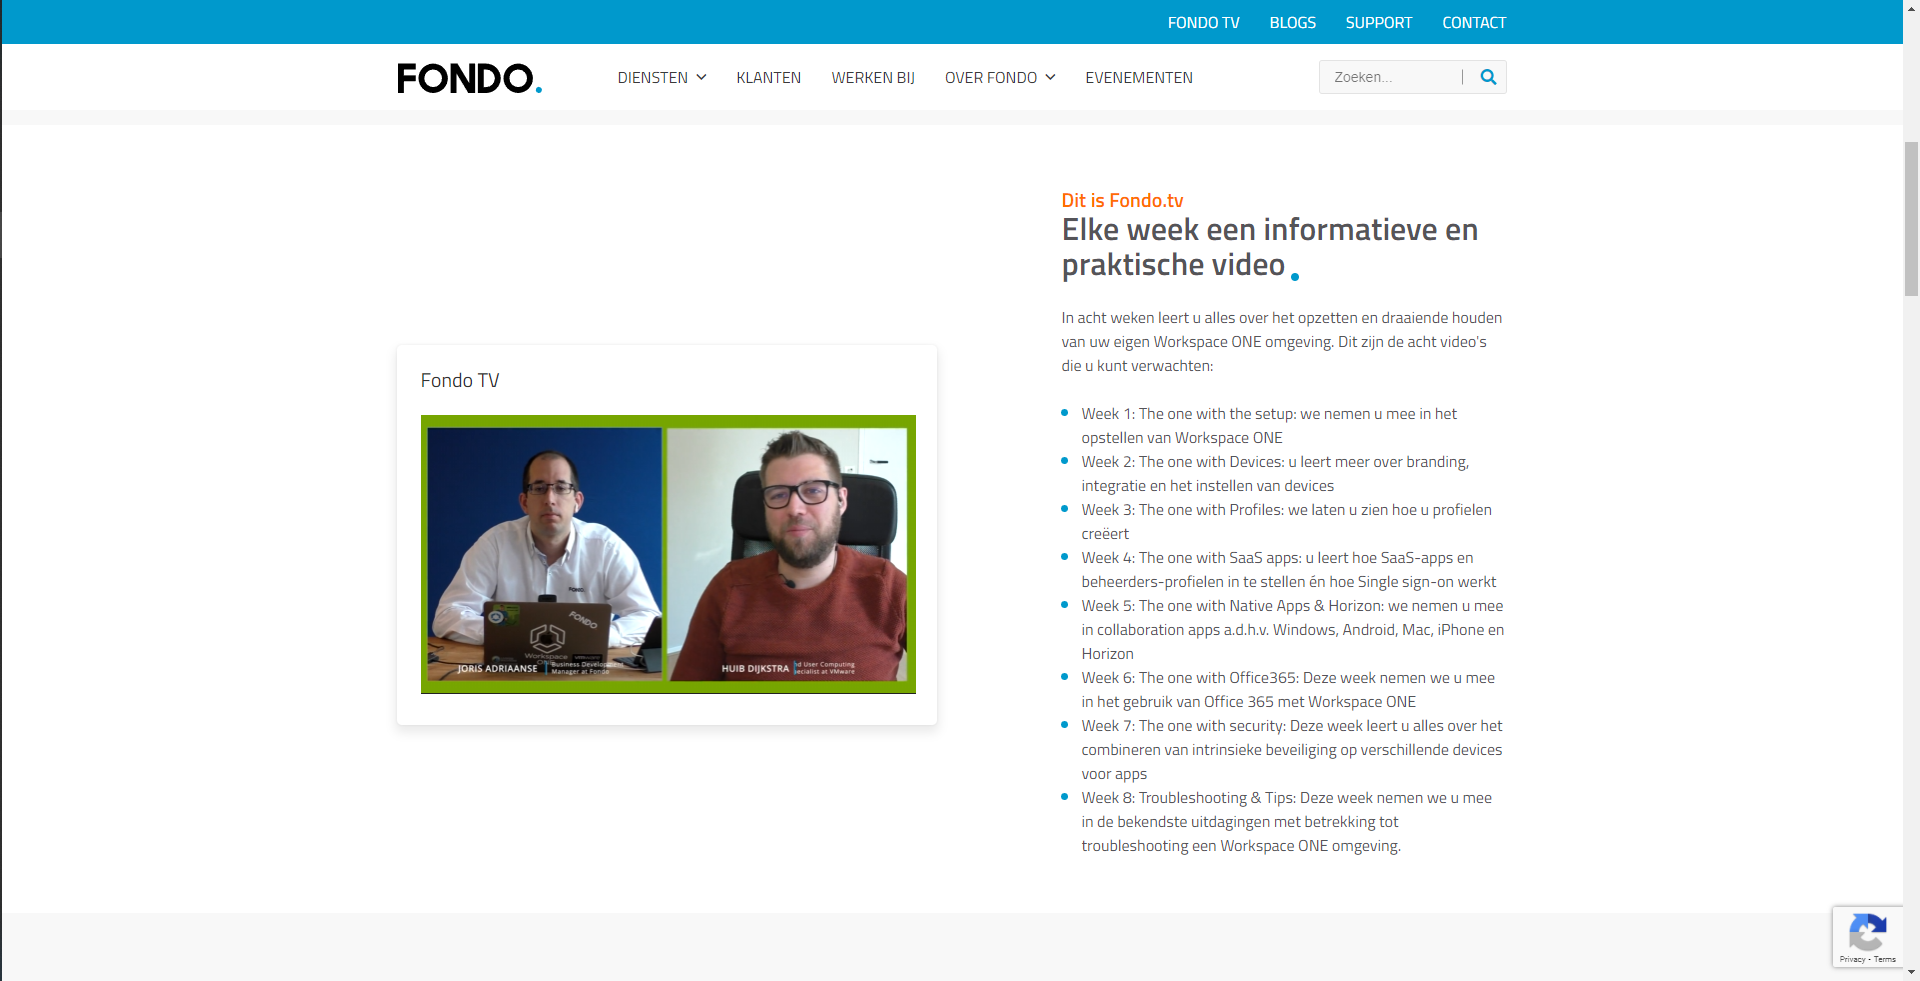 FONDO TV BLOGS SUPPORT CONTACT
FONDO. DIENSTEN KLANTEN WERKEN BIJ OVER FONDO EVENEMENTEN Zoeken...
Dit is Fondo.tv
Elke week een informatieve en
praktische video
In acht weken leert u alles over het opzetten en draaiende houden
van uw eigen Workspace ONE omgeving. Dit zijn de acht video's
die u kunt verwachten:
Fondo TV
FONDO
FONDO
Workspace
JORIS ADRIAANSE Business Development
Manager at Fondo
HUIB DIJKSTRA nd User Computing
pecialist at VMware
Week 1: The one with the setup: we nemen u mee in het
opstellen van Workspace ONE
Week 2: The one with Devices: u leert meer over branding,
integratie en het instellen van devices
Week 3: The one with Profiles: we laten u zien hoe u profielen
creëert
Week 4: The one with SaaS apps: u leert hoe SaaS-apps en
beheerders-profielen in te stellen én hoe Single sign-on werkt
Week 5: The one with Native Apps & Horizon: we nemen u mee
in collaboration apps a.d.h.v. Windows, Android, Mac, iPhone en
Horizon
Week 6: The one with Office365: Deze week nemen we u mee
in het gebruik van Office 365 met Workspace ONE
Week 7: The one with security: Deze week leert u alles over het
combineren van intrinsieke beveiliging op verschillende devices
voor apps
Week 8: Troubleshooting & Tips: Deze week nemen we u mee
in de bekendste uitdagingen met betrekking tot
troubleshooting een Workspace ONE omgeving.
Privacy - Terms